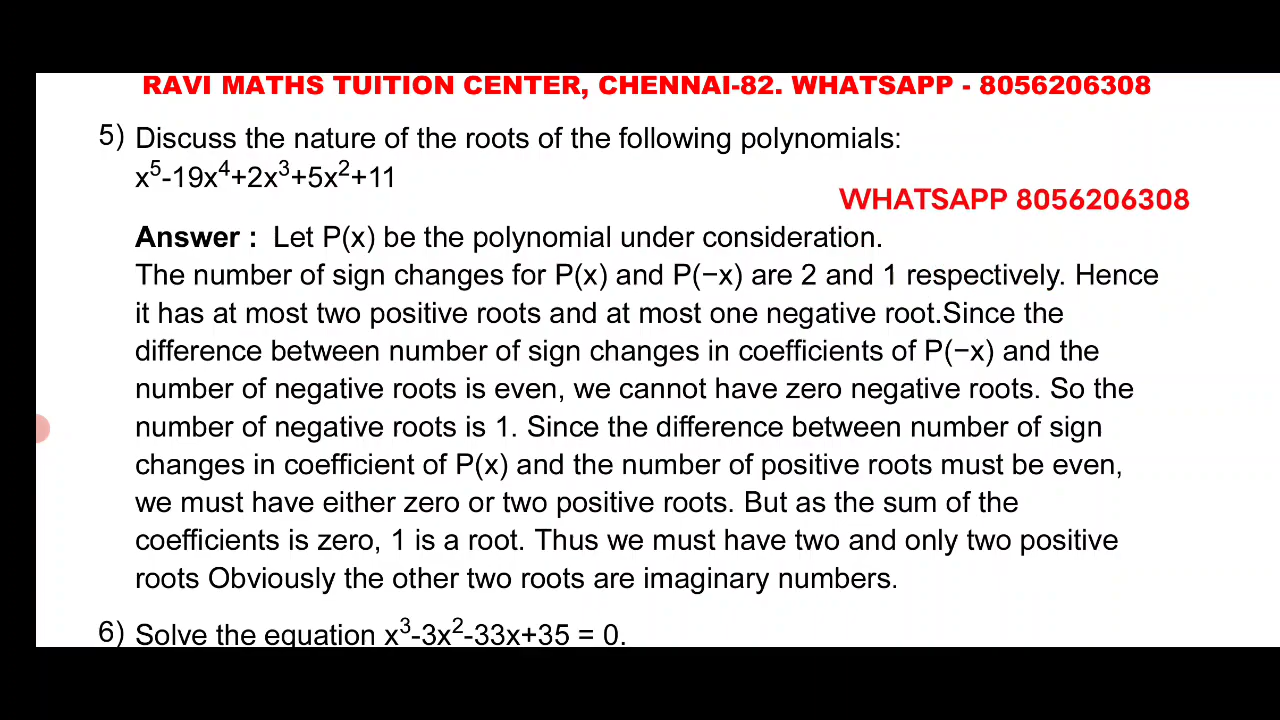 RAVI MATHS TUITION CENTER, CHENNAI-82. WHATSAPP - 8056206308
5) Discuss the nature of the roots of the following polynomials:
x⁵-19x⁴+2x³+5x²+11
WHATSAPP 8056206308
Answer : Let P(x) be the polynomial under consideration.
The number of sign changes for P(x) and P(−x) are 2 and 1 respectively. Hence
it has at most two positive roots and at most one negative root.Since the
difference between number of sign changes in coefficients of P(−x) and the
number of negative roots is even, we cannot have zero negative roots. So the
number of negative roots is 1. Since the difference between number of sign
changes in coefficient of P(x) and the number of positive roots must be even,
we must have either zero or two positive roots. But as the sum of the
coefficients is zero, 1 is a root. Thus we must have two and only two positive
roots Obviously the other two roots are imaginary numbers.
6) Solve the equation x³-3x²-33x+35 = 0.